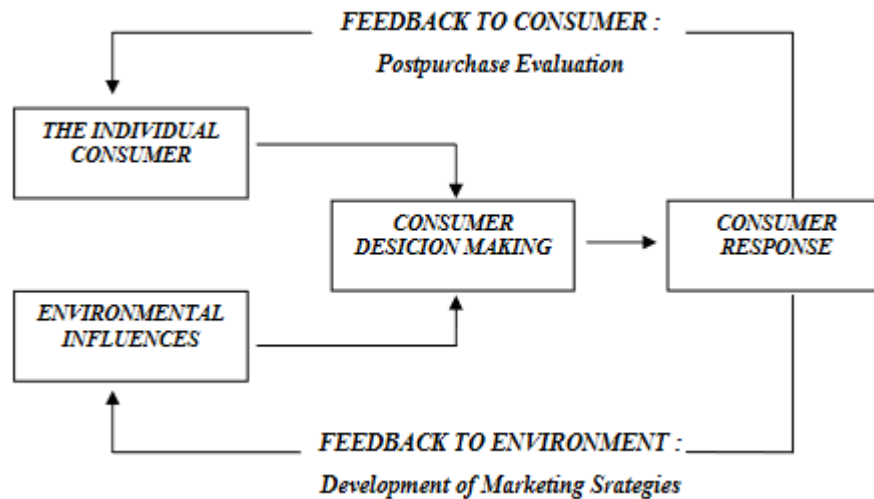 FEEDBACK TO CONSUMER :
Postpurchase Evaluation
THE INDIVIDUAL
CONSUMER
CONSUMER
DESICION MAKING
CONSUMER
RESPONSE
ENVIRONMENTAL
INFLUENCES
FEEDBACK TO ENVIRONMENT :
Development of Marketing Srategies